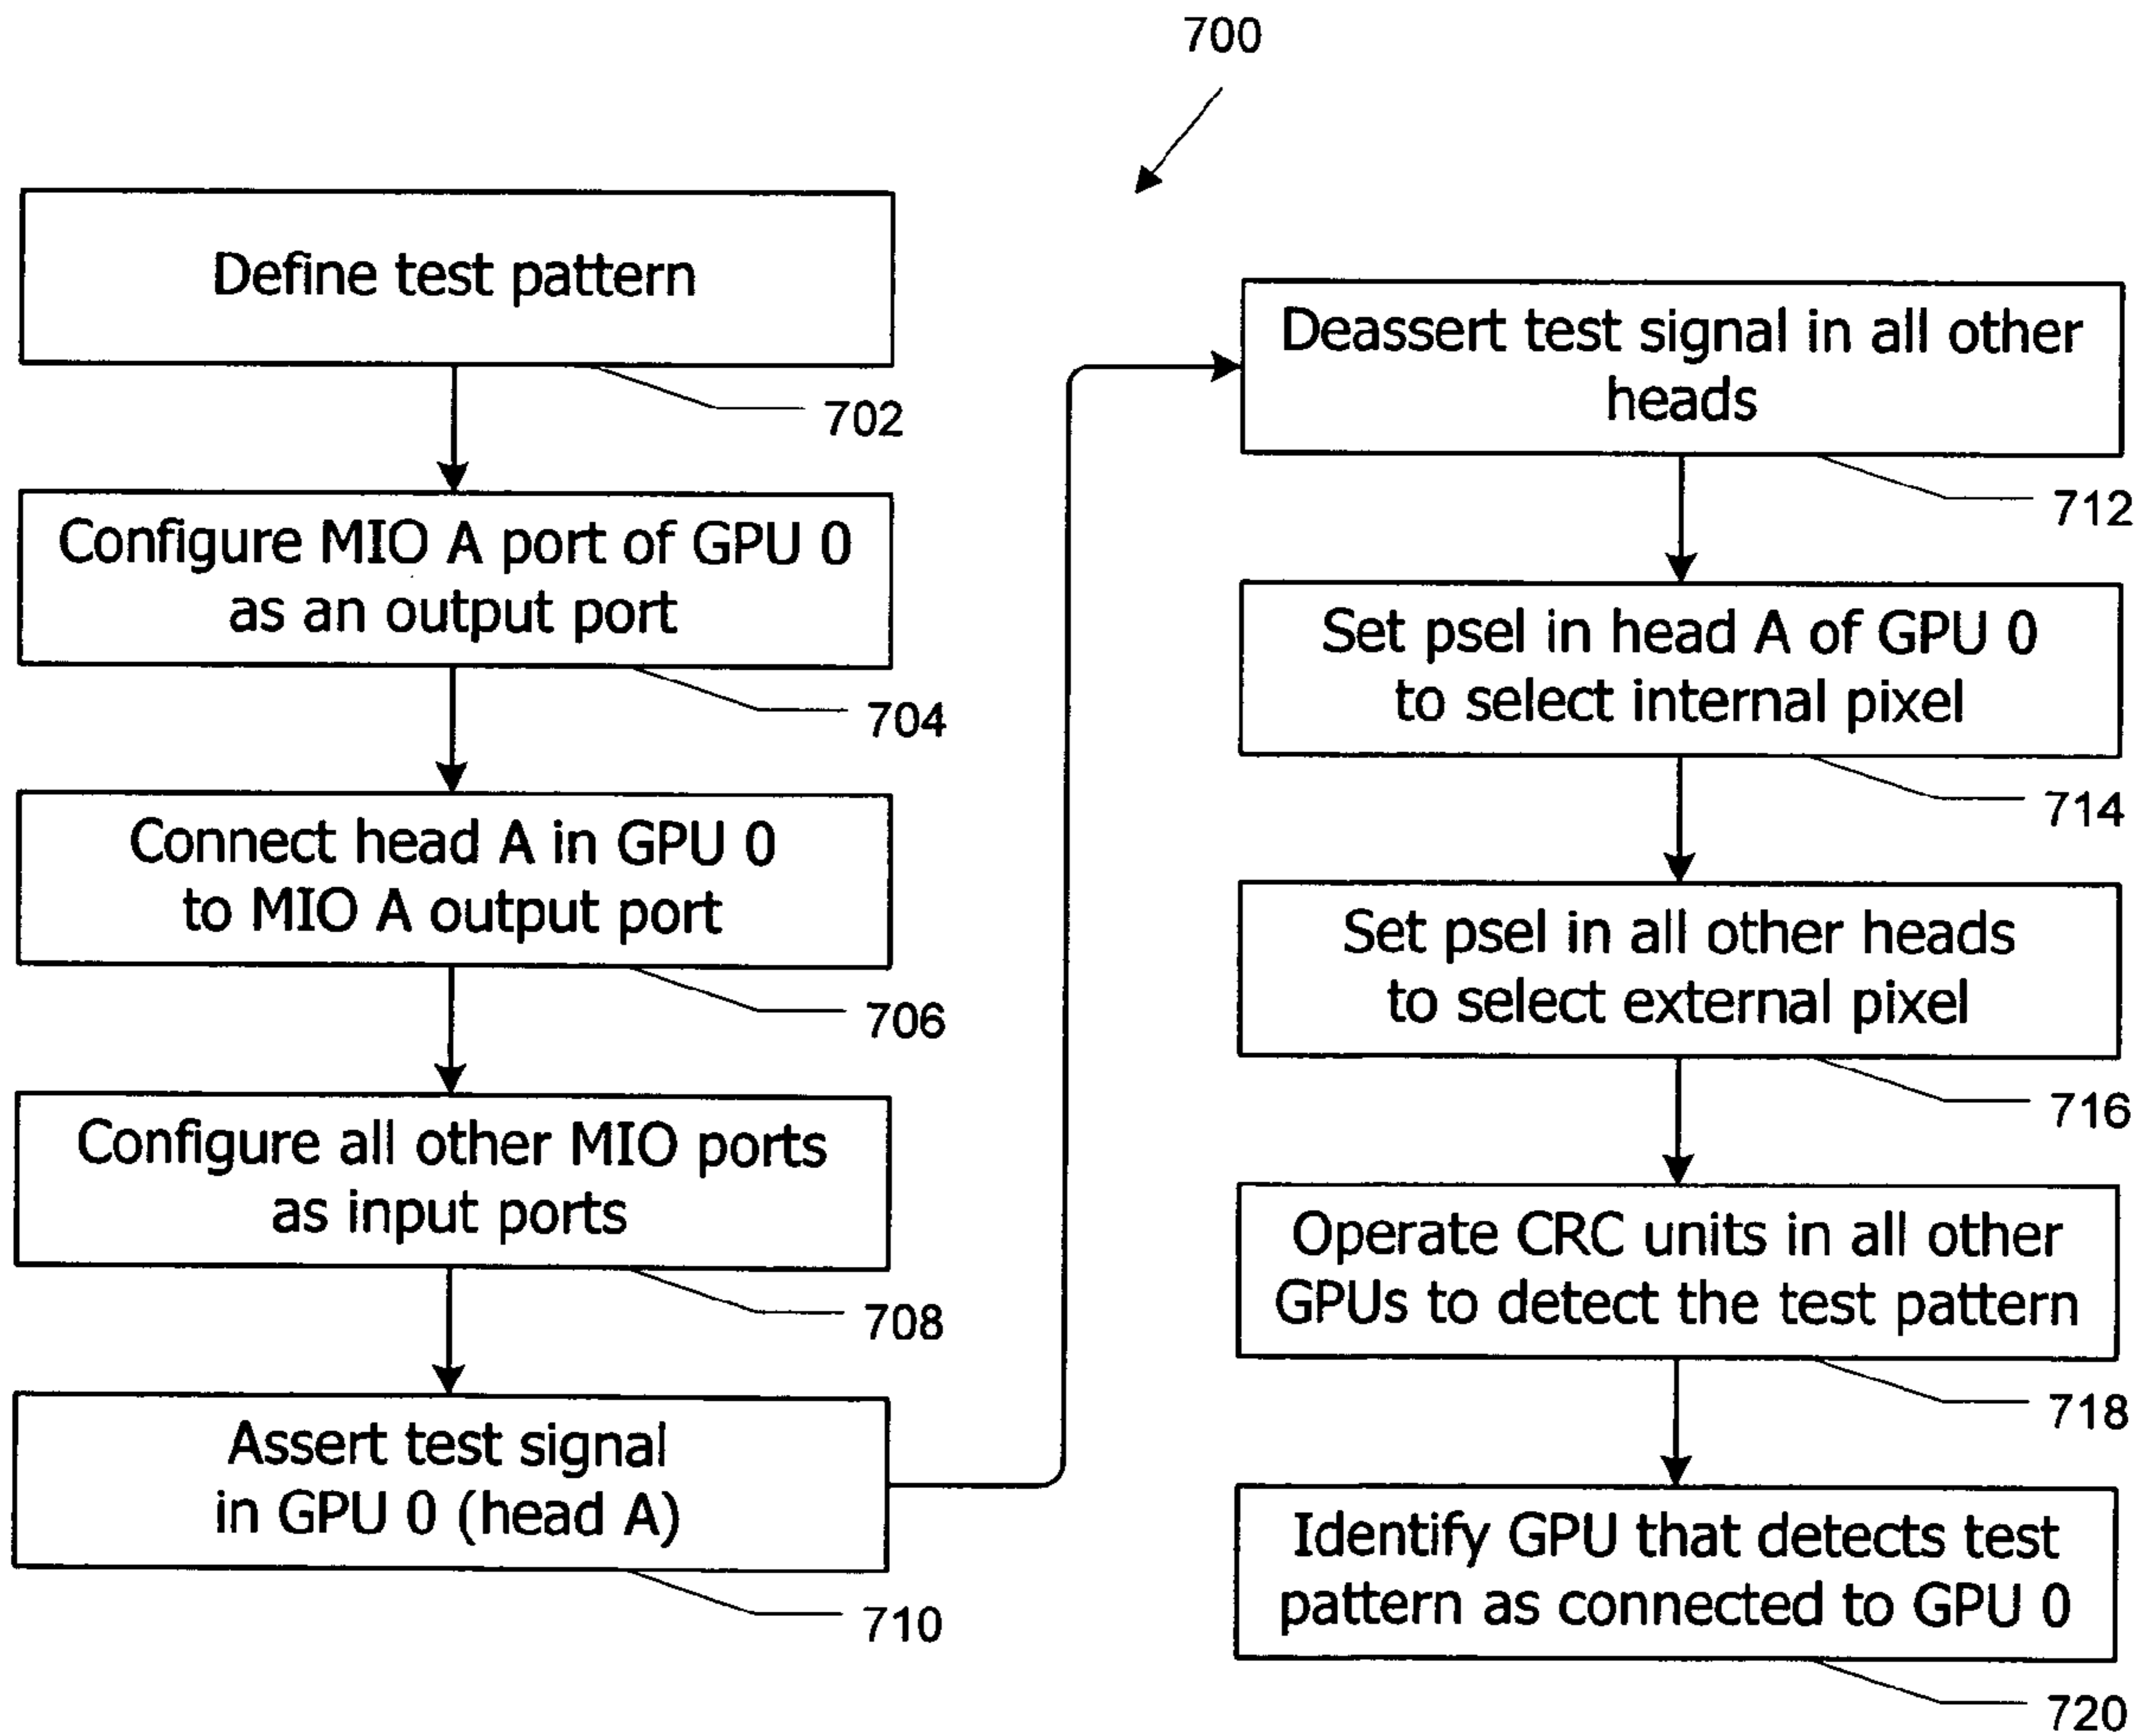 700
Define test pattern
702
Configure MIO A port of GPU 0
as an output port
704
Connect head A in GPU 0
to MIO A output port
706
Configure all other MIO ports
as input ports
708
Assert test signal
in GPU 0 (head A)
710
Deassert test signal in all other
heads
712
Set psel in head A of GPU 0
to select internal pixel
714
Set psel in all other heads
to select external pixel
716
Operate CRC units in all other
GPUs to detect the test pattern
718
Identify GPU that detects test
pattern as connected to GPU 0
720